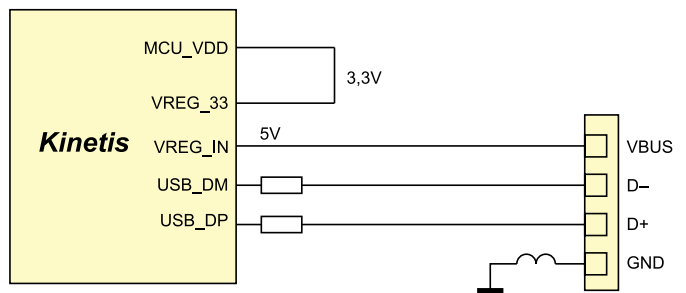 MCU_VDD
3,3V
VREG_33
Kinetis
5V
VREG_IN
VBUS
USB_DM
D–
USB_DP
D+
GND